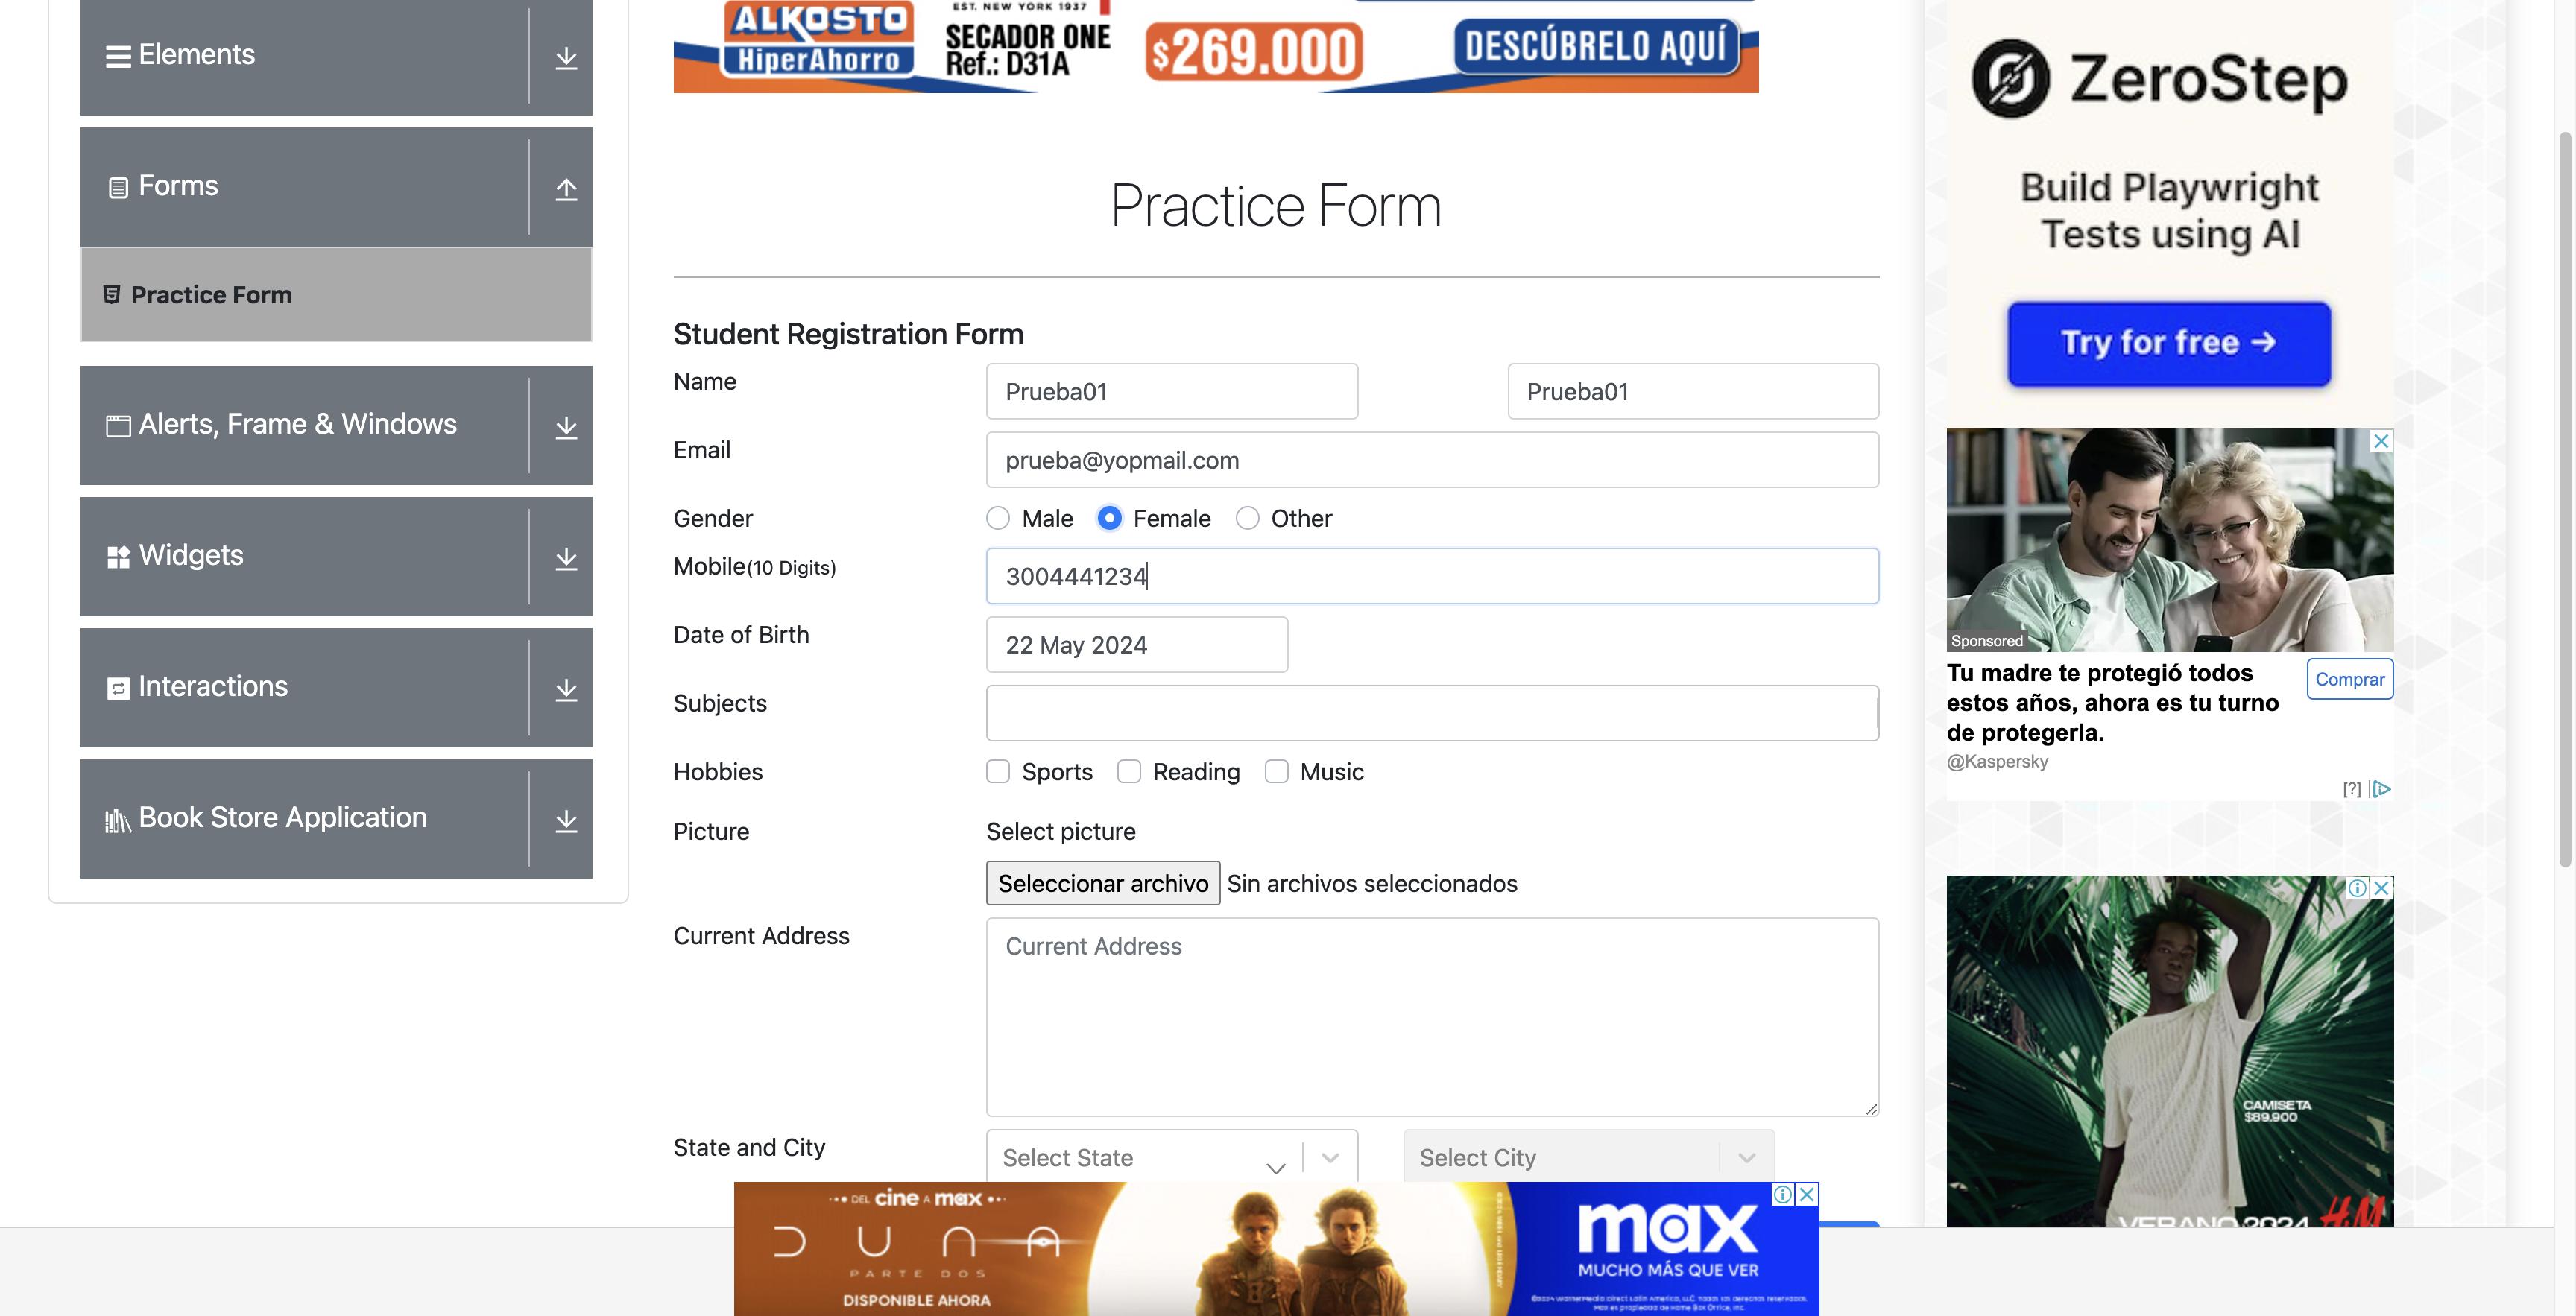 Elements
Forms
Practice Form
Alerts, Frame & Windows
Widgets
Interactions
Book Store Application
EST. NEW YORK 1937
ALKOSTO
HiperAhorro
SECADOR ONE
Ref.: D31A
$269.000
DESCÚBRELO AQUÍ
Practice Form
Student Registration Form
Name
Prueba01
Prueba01
Email
prueba@yopmail.com
Gender
Male
Female
Other
Mobile(10 Digits)
3004441234
Date of Birth
22 May 2024
Subjects
Hobbies
Sports
Reading
Music
Picture
Select picture
Seleccionar archivo
Sin archivos seleccionados
Current Address
Current Address
State and City
Select State
Select City
DEL cine A max
DUNA
PARTE DOS
DISPONIBLE AHORA
max
MUCHO MÁS QUE VER
ZeroStep
Build Playwright
Tests using AI
Try for free →
Sponsored
Tu madre te protegió todos
estos años, ahora es tu turno
de protegerla.
Comprar
@Kaspersky
[?]
CAMISETA
$89.900
VERANO 2024
H&M